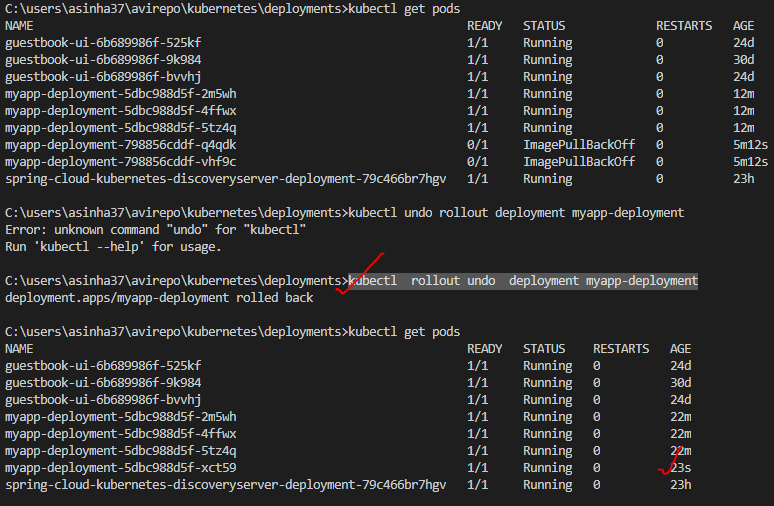 C:\users\asinha37\avirepo\kubernetes\deployments>kubectl get pods
NAME READY STATUS RESTARTS AGE
guestbook-ui-6b689986f-525kf 1/1 Running 0 24d
guestbook-ui-6b689986f-9k984 1/1 Running 0 30d
guestbook-ui-6b689986f-bvvhj 1/1 Running 0 24d
myapp-deployment-5dbc988d5f-2m5wh 1/1 Running 0 12m
myapp-deployment-5dbc988d5f-4ffwx 1/1 Running 0 12m
myapp-deployment-5dbc988d5f-5tz4q 1/1 Running 0 12m
myapp-deployment-798856cddf-q4qdk 0/1 ImagePullBackOff 0 5m12s
myapp-deployment-798856cddf-vhf9c 0/1 ImagePullBackOff 0 5m12s
spring-cloud-kubernetes-discoveryserver-deployment-79c466br7hgv 1/1 Running 0 23h
C:\users\asinha37\avirepo\kubernetes\deployments>kubectl undo rollout deployment myapp-deployment
Error: unknown command "undo" for "kubectl"
Run 'kubectl --help' for usage.
C:\users\asinha37\avirepo\kubernetes\deployments>kubectl  rollout undo  deployment myapp-deployment
deployment.apps/myapp-deployment rolled back
C:\users\asinha37\avirepo\kubernetes\deployments>kubectl get pods
NAME READY STATUS RESTARTS AGE
guestbook-ui-6b689986f-525kf 1/1 Running 0 24d
guestbook-ui-6b689986f-9k984 1/1 Running 0 30d
guestbook-ui-6b689986f-bvvhj 1/1 Running 0 24d
myapp-deployment-5dbc988d5f-2m5wh 1/1 Running 0 22m
myapp-deployment-5dbc988d5f-4ffwx 1/1 Running 0 22m
myapp-deployment-5dbc988d5f-5tz4q 1/1 Running 0 22m
myapp-deployment-5dbc988d5f-xct59 1/1 Running 0 23s
spring-cloud-kubernetes-discoveryserver-deployment-79c466br7hgv 1/1 Running 0 23h